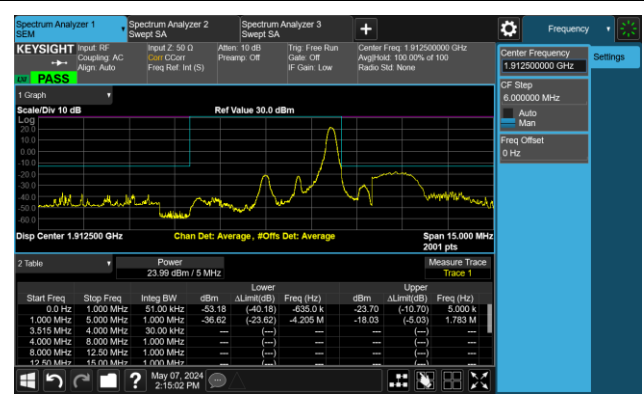 Spectrum Analyzer 1
SEM
Spectrum Analyzer 2
Swept SA
Spectrum Analyzer 3
Swept SA
Frequency
KEYSIGHT
Input: RF
Coupling: AC
Align: Auto
Input Z: 50 Ω
Corr CCorr
Freq Ref: Int (S)
Atten: 10 dB
Preamp: Off
Trig: Free Run
Gate: Off
IF Gain: Low
Center Freq: 1.912500000 GHz
Avg|Hold: 100.00% of 100
Radio Std: None
PASS
Center Frequency
1.912500000 GHz
Settings
CF Step
6.000000 MHz
Auto
Man
Freq Offset
0 Hz
1 Graph
Scale/Div 10 dB
Ref Value 30.0 dBm
Log
20.0
10.0
0.00
-10.0
-20.0
-30.0
-40.0
-50.0
-60.0
Disp Center 1.912500 GHz
Chan Det: Average , #Offs Det: Average
Span 15.000 MHz
2001 pts
2 Table
Power
23.99 dBm / 5 MHz
Measure Trace
Trace 1
Lower Upper
Start Freq Stop Freq Integ BW dBm ΔLimit(dB) Freq (Hz) dBm ΔLimit(dB) Freq (Hz)
0.0 Hz 1.000 MHz 51.00 kHz -53.18 (-40.18) -635.0 k -23.70 (-10.70) 5.000 k
1.000 MHz 5.000 MHz 1.000 MHz -36.62 (-23.62) -4.205 M -18.03 (-5.03) 1.783 M
3.515 MHz 4.000 MHz 30.00 kHz --- (---) --- --- (---) ---
4.000 MHz 8.000 MHz 1.000 MHz --- (---) --- --- (---) ---
8.000 MHz 12.50 MHz 1.000 MHz --- (---) --- --- (---) ---
12.50 MHz 15.00 MHz 1.000 MHz --- (---) --- --- (---) ---
?
May 07, 2024
2:15:02 PM